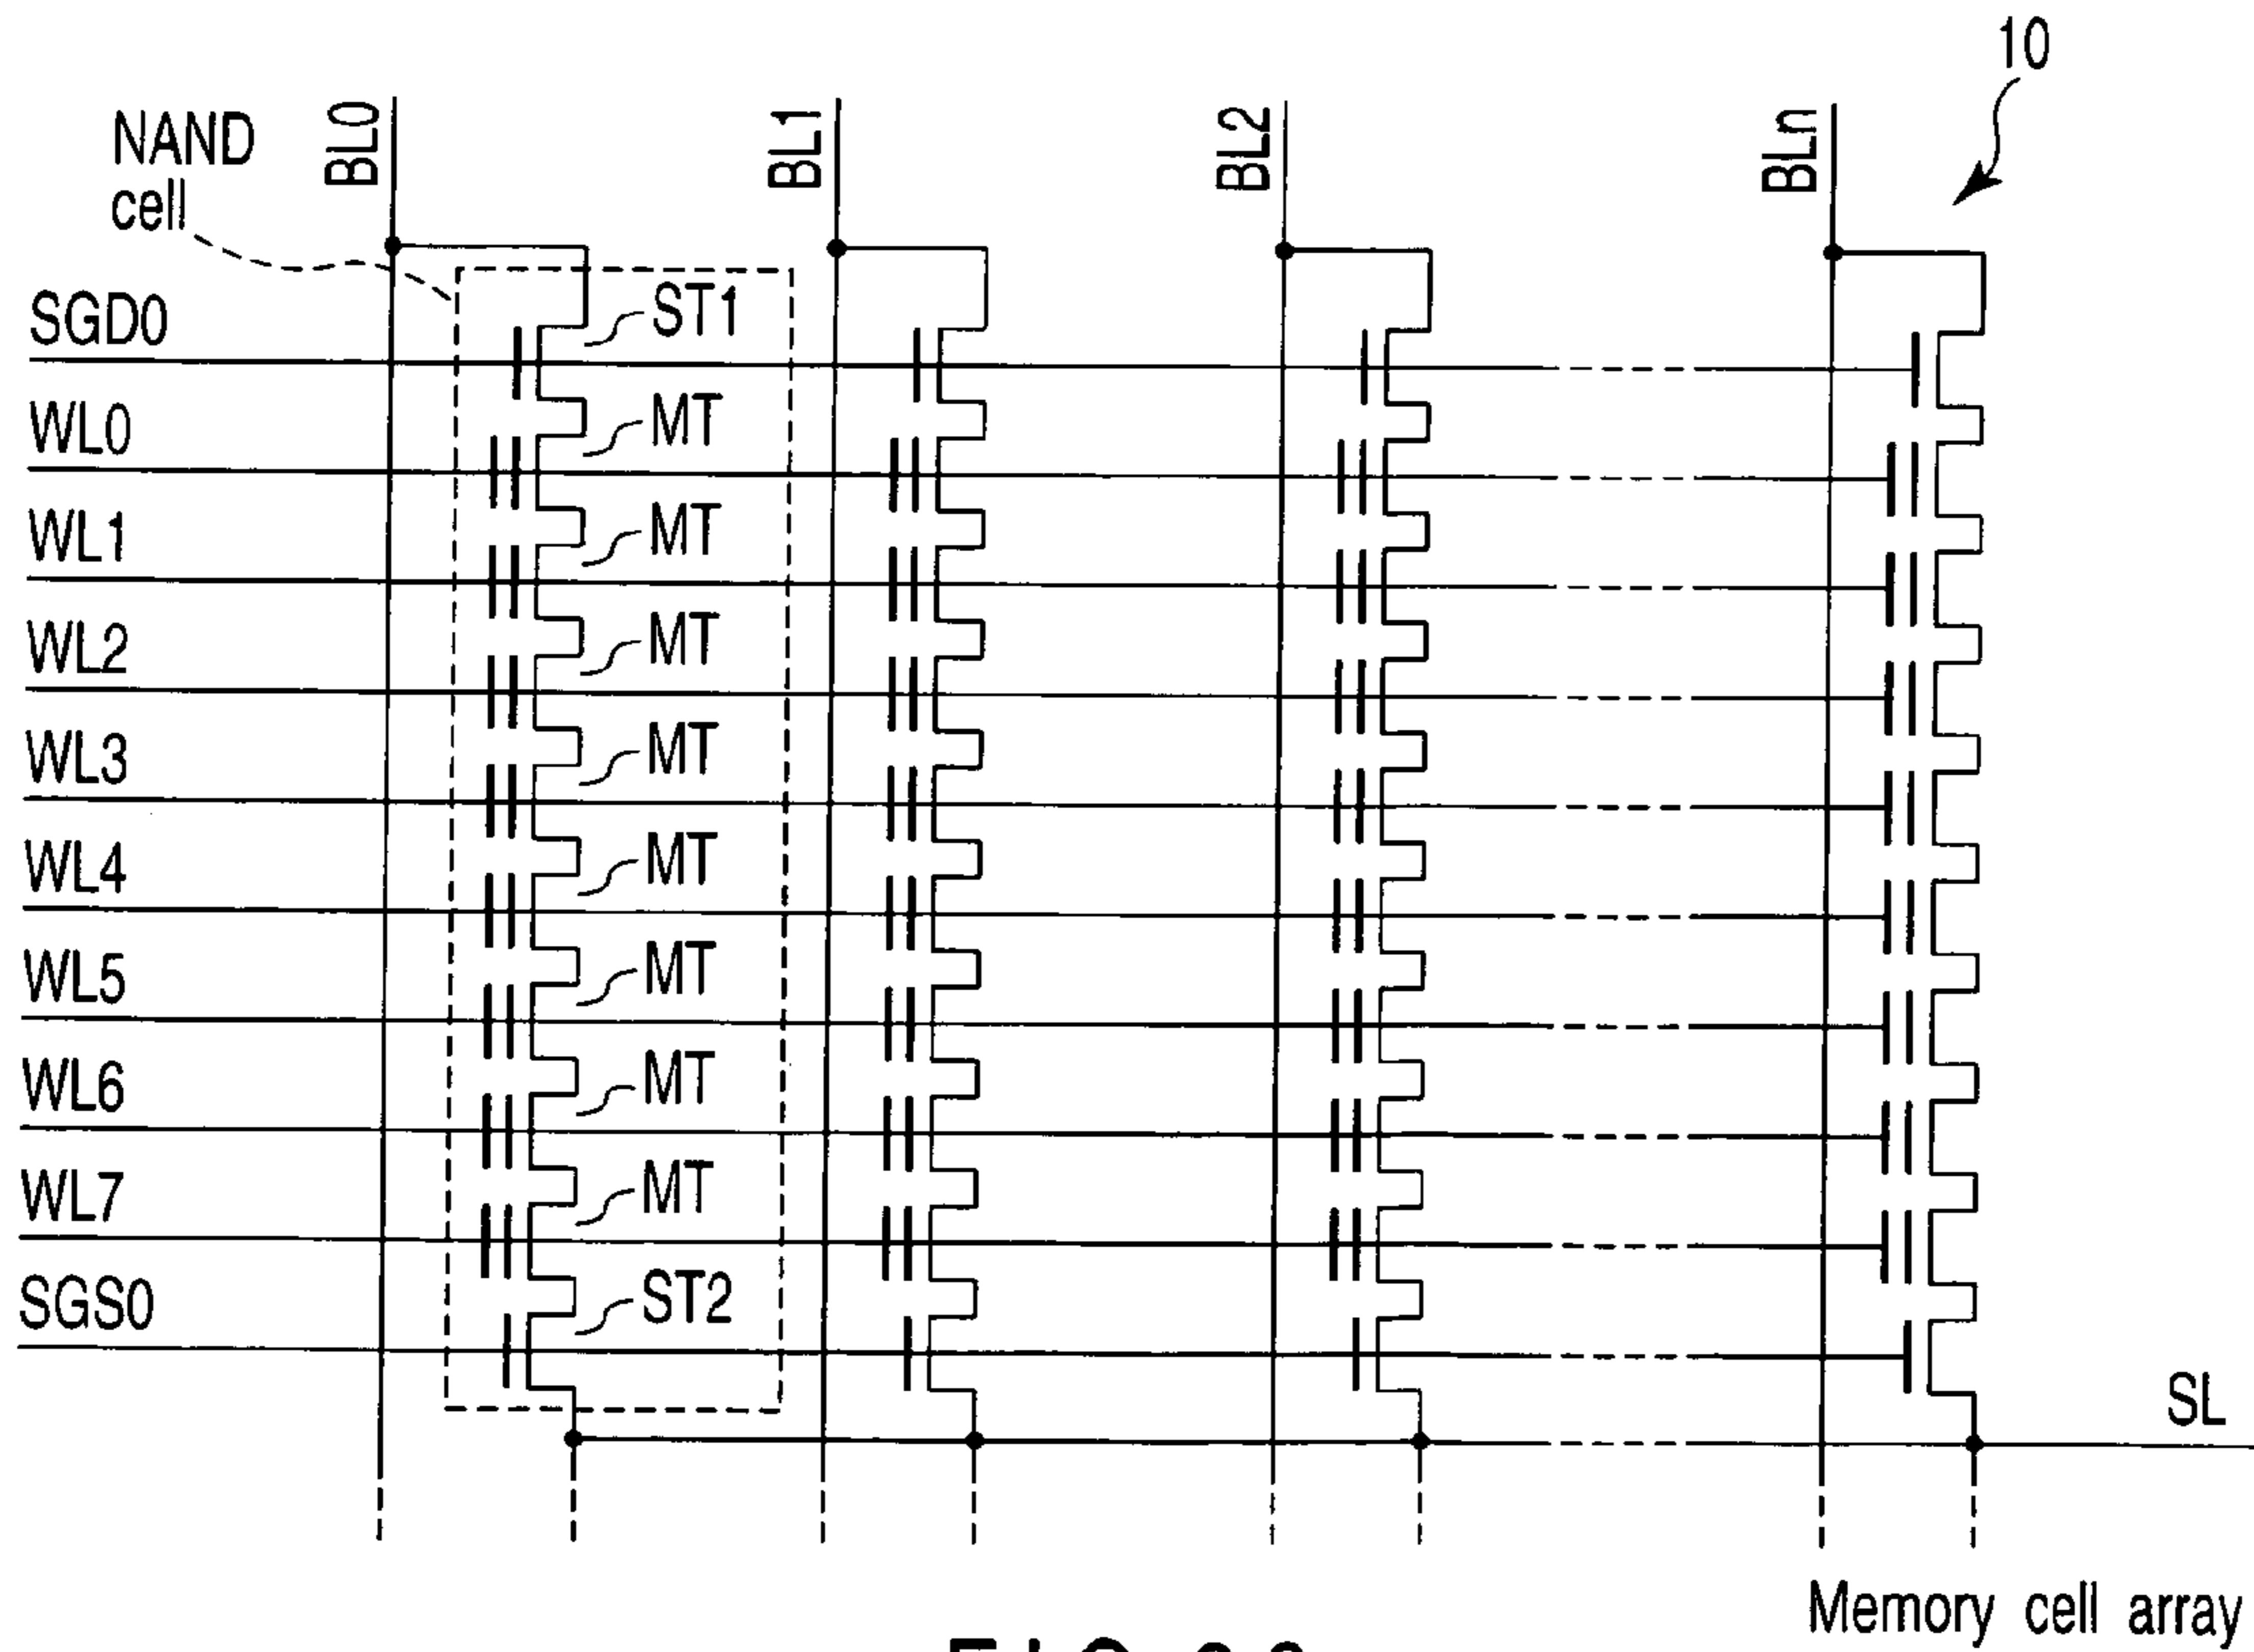 10
NAND
cell
BL0
BL1
BL2
BLn
SGD0
ST1
WL0
MT
WL1
MT
WL2
MT
WL3
MT
WL4
MT
WL5
MT
WL6
MT
WL7
MT
SGS0
ST2
SL
Memory cell array